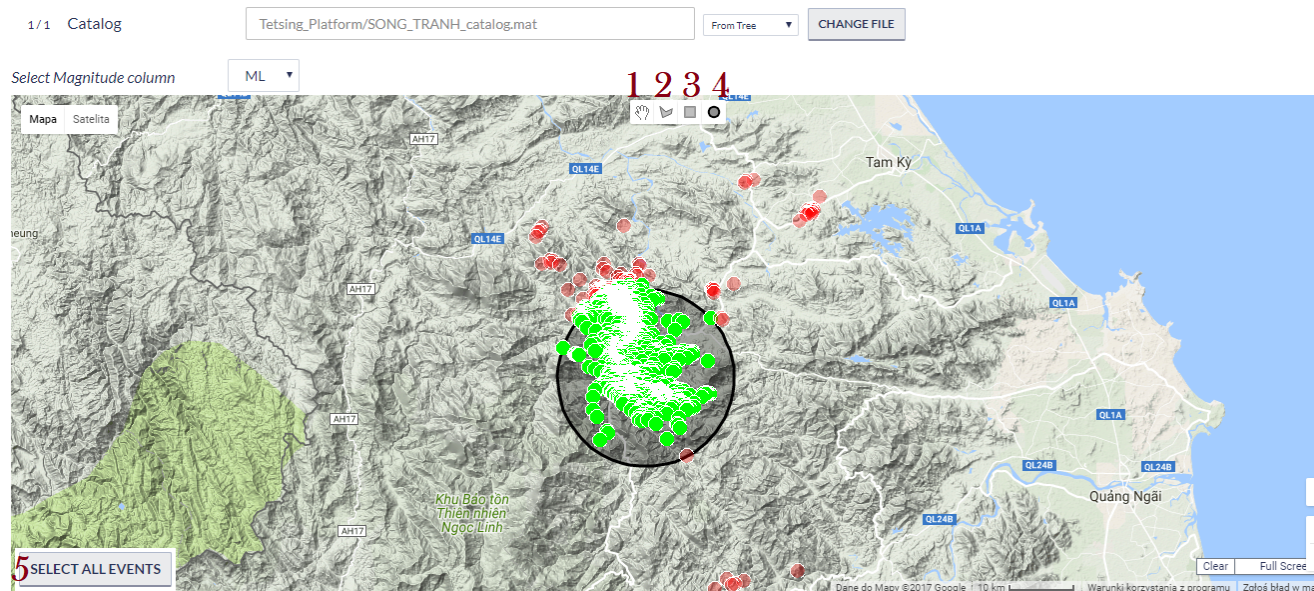 1 / 1 Catalog Tetsing_Platform/SONG_TRANH_catalog.mat From Tree CHANGE FILE
Select Magnitude column ML
1 2 3 4
Mapa Satelita
QL14E
AH17
QL14E
Tam Kỳ
QL14E
QL1A
AH17
QL1A
AH17
QL1A
QL24B QL24B
Khu Bảo tồn
Thiên nhiên
Ngọc Linh
Quảng Ngãi
QL24B
AH17
5 SELECT ALL EVENTS
Clear Full Scree
Dane do Mapy ©2017 Google 10 km Warunki korzystania z programu Zgłoś błąd w ma